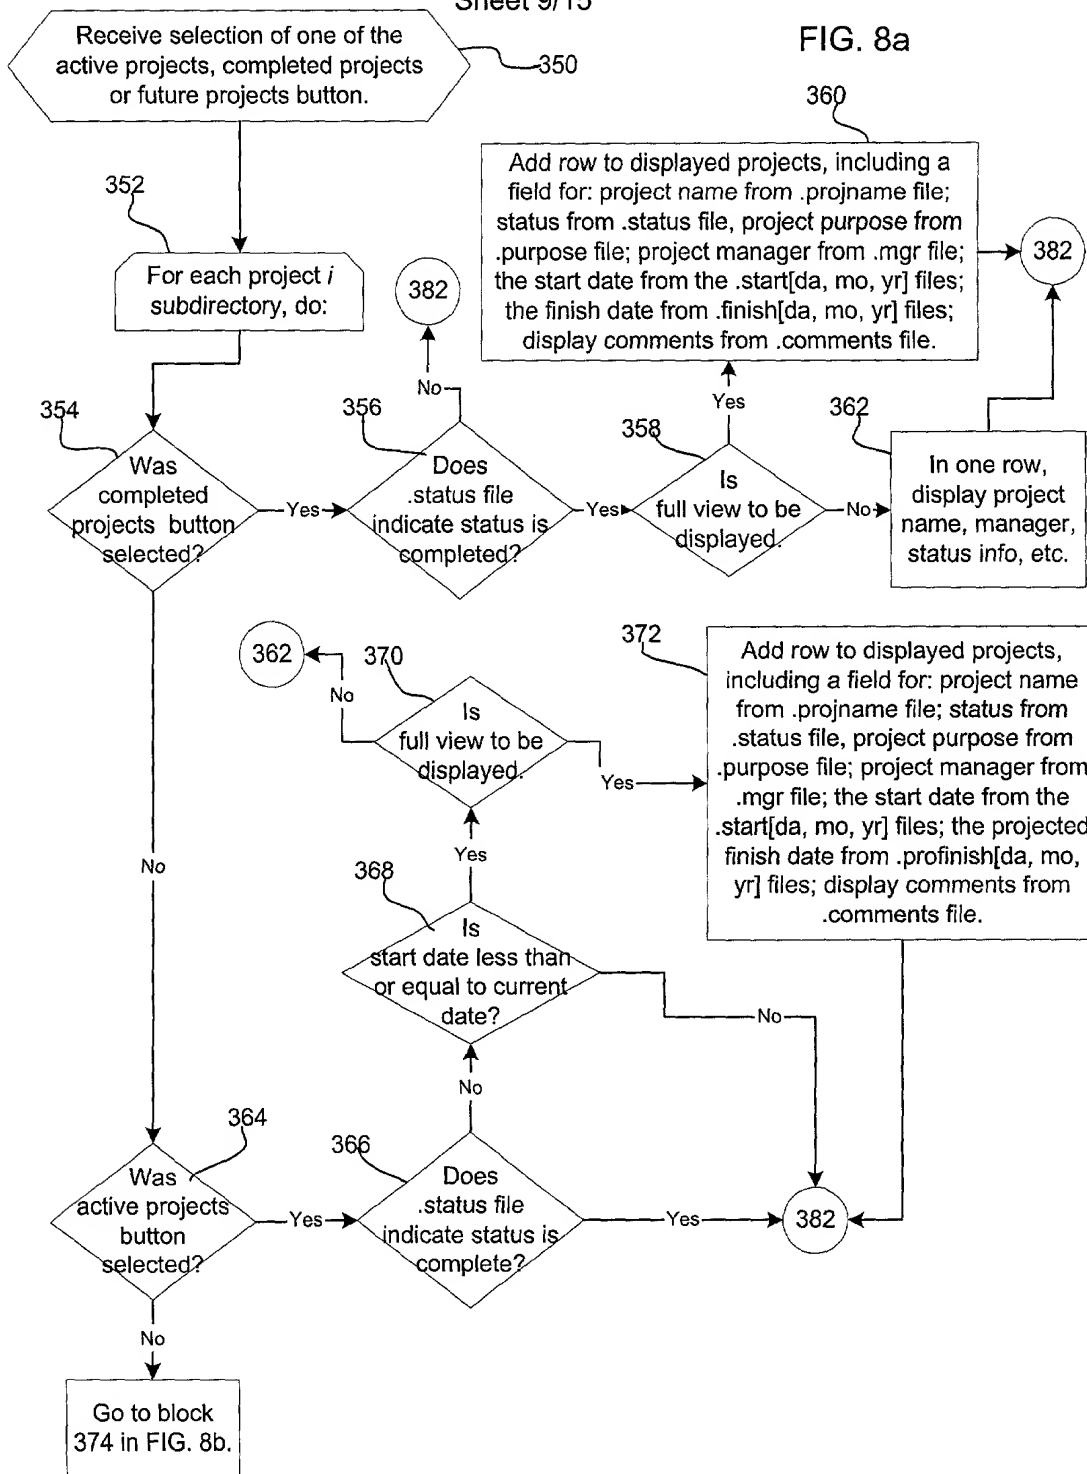 Sheet 9/15
FIG. 8a
Receive selection of one of the
active projects, completed projects
or future projects button.
350
360
Add row to displayed projects, including a
field for: project name from .projname file;
status from .status file, project purpose from
.purpose file; project manager from .mgr file;
the start date from the .start[da, mo, yr] files;
the finish date from .finish[da, mo, yr] files;
display comments from .comments file.
352
For each project i
subdirectory, do:
382
382
No
Yes
354
Was
completed
projects button
selected?
Yes
356
Does
.status file
indicate status is
completed?
Yes
358
Is
full view to be
displayed.
No
362
In one row,
display project
name, manager,
status info, etc.
362
No
370
Is
full view to be
displayed.
Yes
372
Add row to displayed projects,
including a field for: project name
from .projname file; status from
.status file, project purpose from
.purpose file; project manager from
.mgr file; the start date from the
.start[da, mo, yr] files; the projected
finish date from .profinish[da, mo,
yr] files; display comments from
.comments file.
No
Yes
368
Is
start date less than
or equal to current
date?
No
No
364
Was
active projects
button
selected?
Yes
366
Does
.status file
indicate status is
complete?
Yes
382
No
Go to block
374 in FIG. 8b.